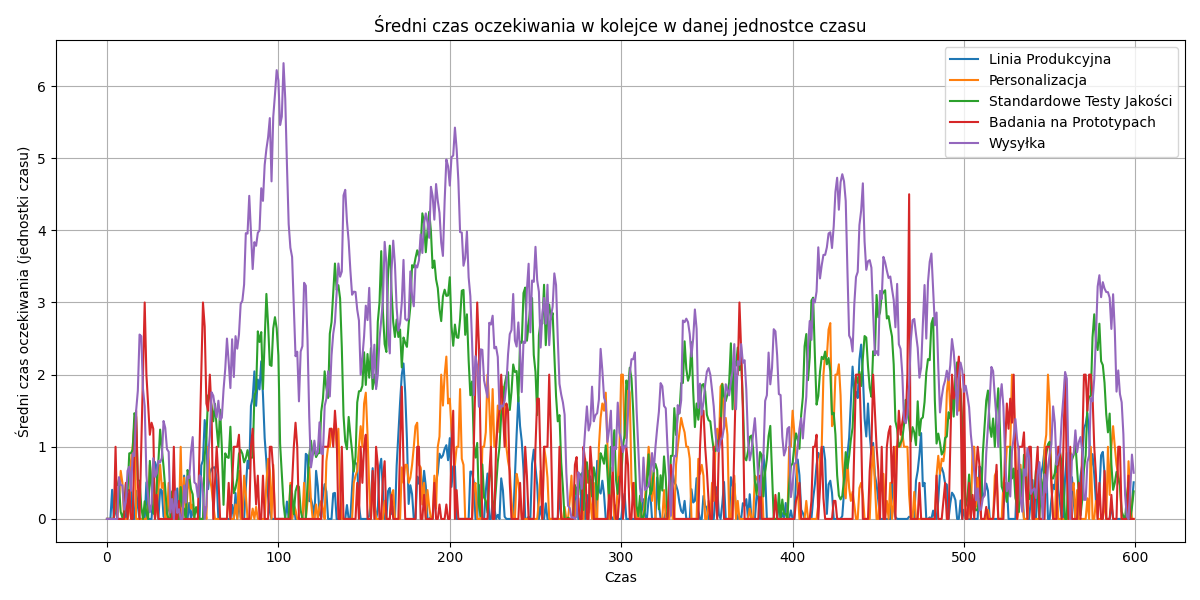 Średni czas oczekiwania w kolejce w danej jednostce czasu
Linia Produkcyjna
Personalizacja
Standardowe Testy Jakości
Badania na Prototypach
Wysyłka
Średni czas oczekiwania (jednostki czasu)
6
5
4
3
2
1
0
0 100 200 300 400 500 600
Czas